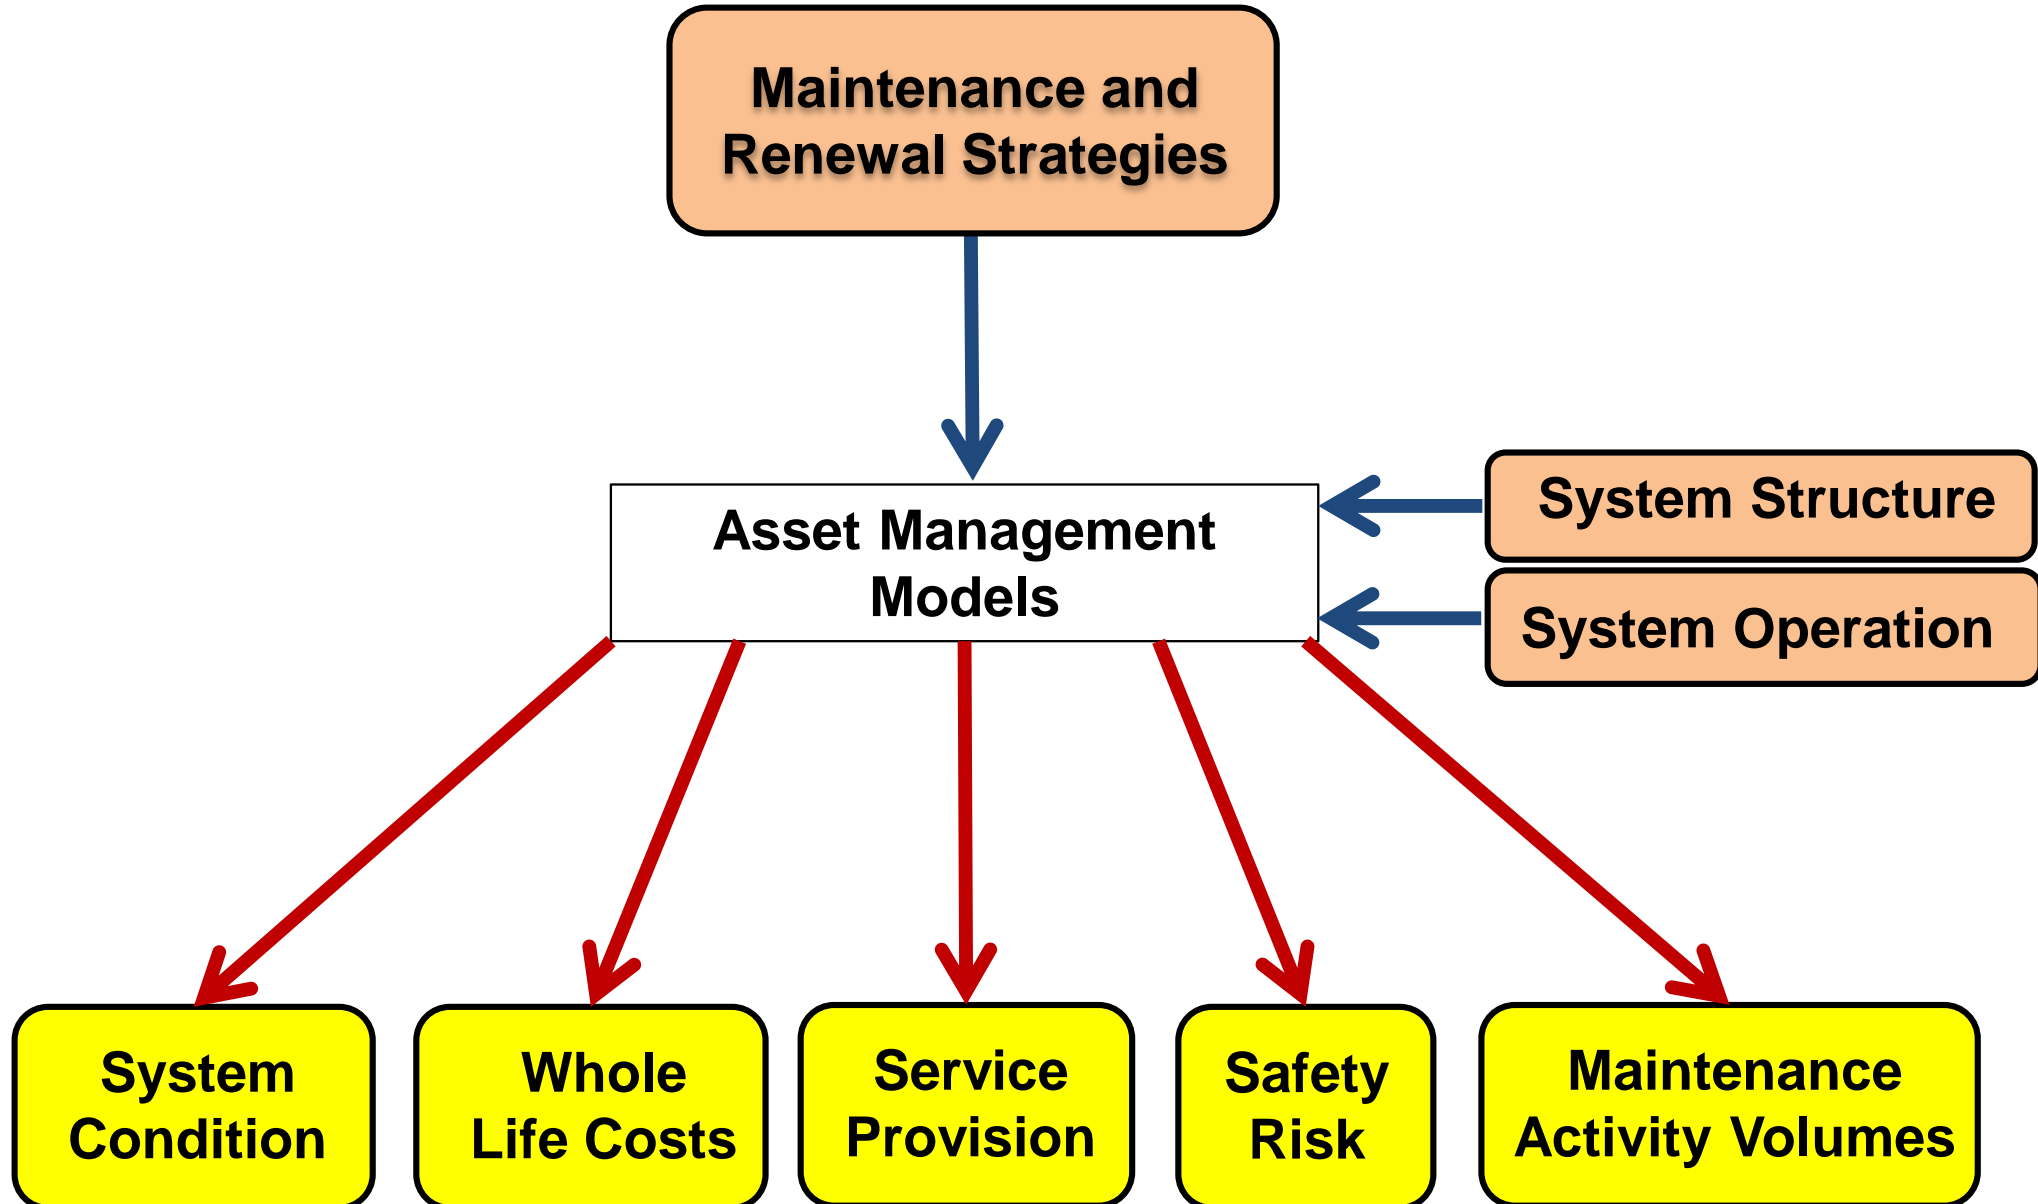 Maintenance and
Renewal Strategies
Asset Management
Models
System Structure
System Operation
System
Condition
Whole
Life Costs
Service
Provision
Safety
Risk
Maintenance
Activity Volumes